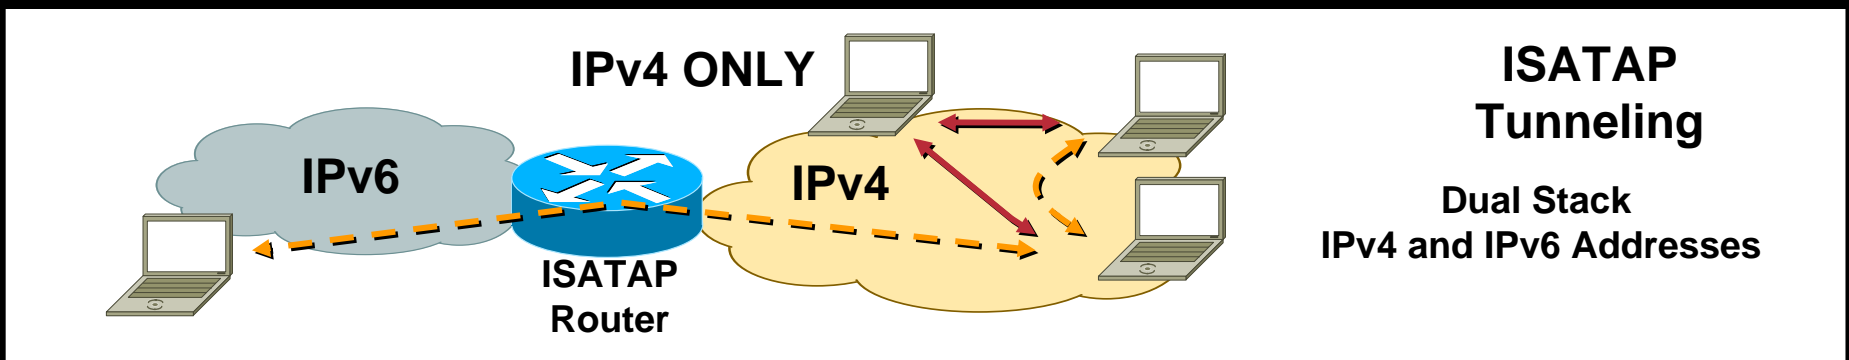 IPv4 ONLY
IPv6
IPv4
ISATAP
Router
ISATAP
Tunneling
Dual Stack
IPv4 and IPv6 Addresses